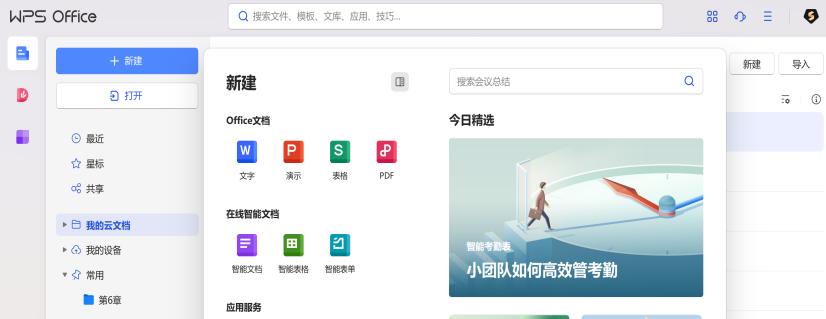 WPS Office
搜索文件、模板、文库、应用、技巧...
新建
打开
最近
星标
共享
我的云文档
我的设备
常用
第6章
新建
Office文档
W
P
S
P
文字
演示
表格
PDF
在线智能文档
智能文档
智能表格
智能表单
应用服务
搜索会议总结
今日精选
智能考勤表
小团队如何高效管考勤
新建
导入